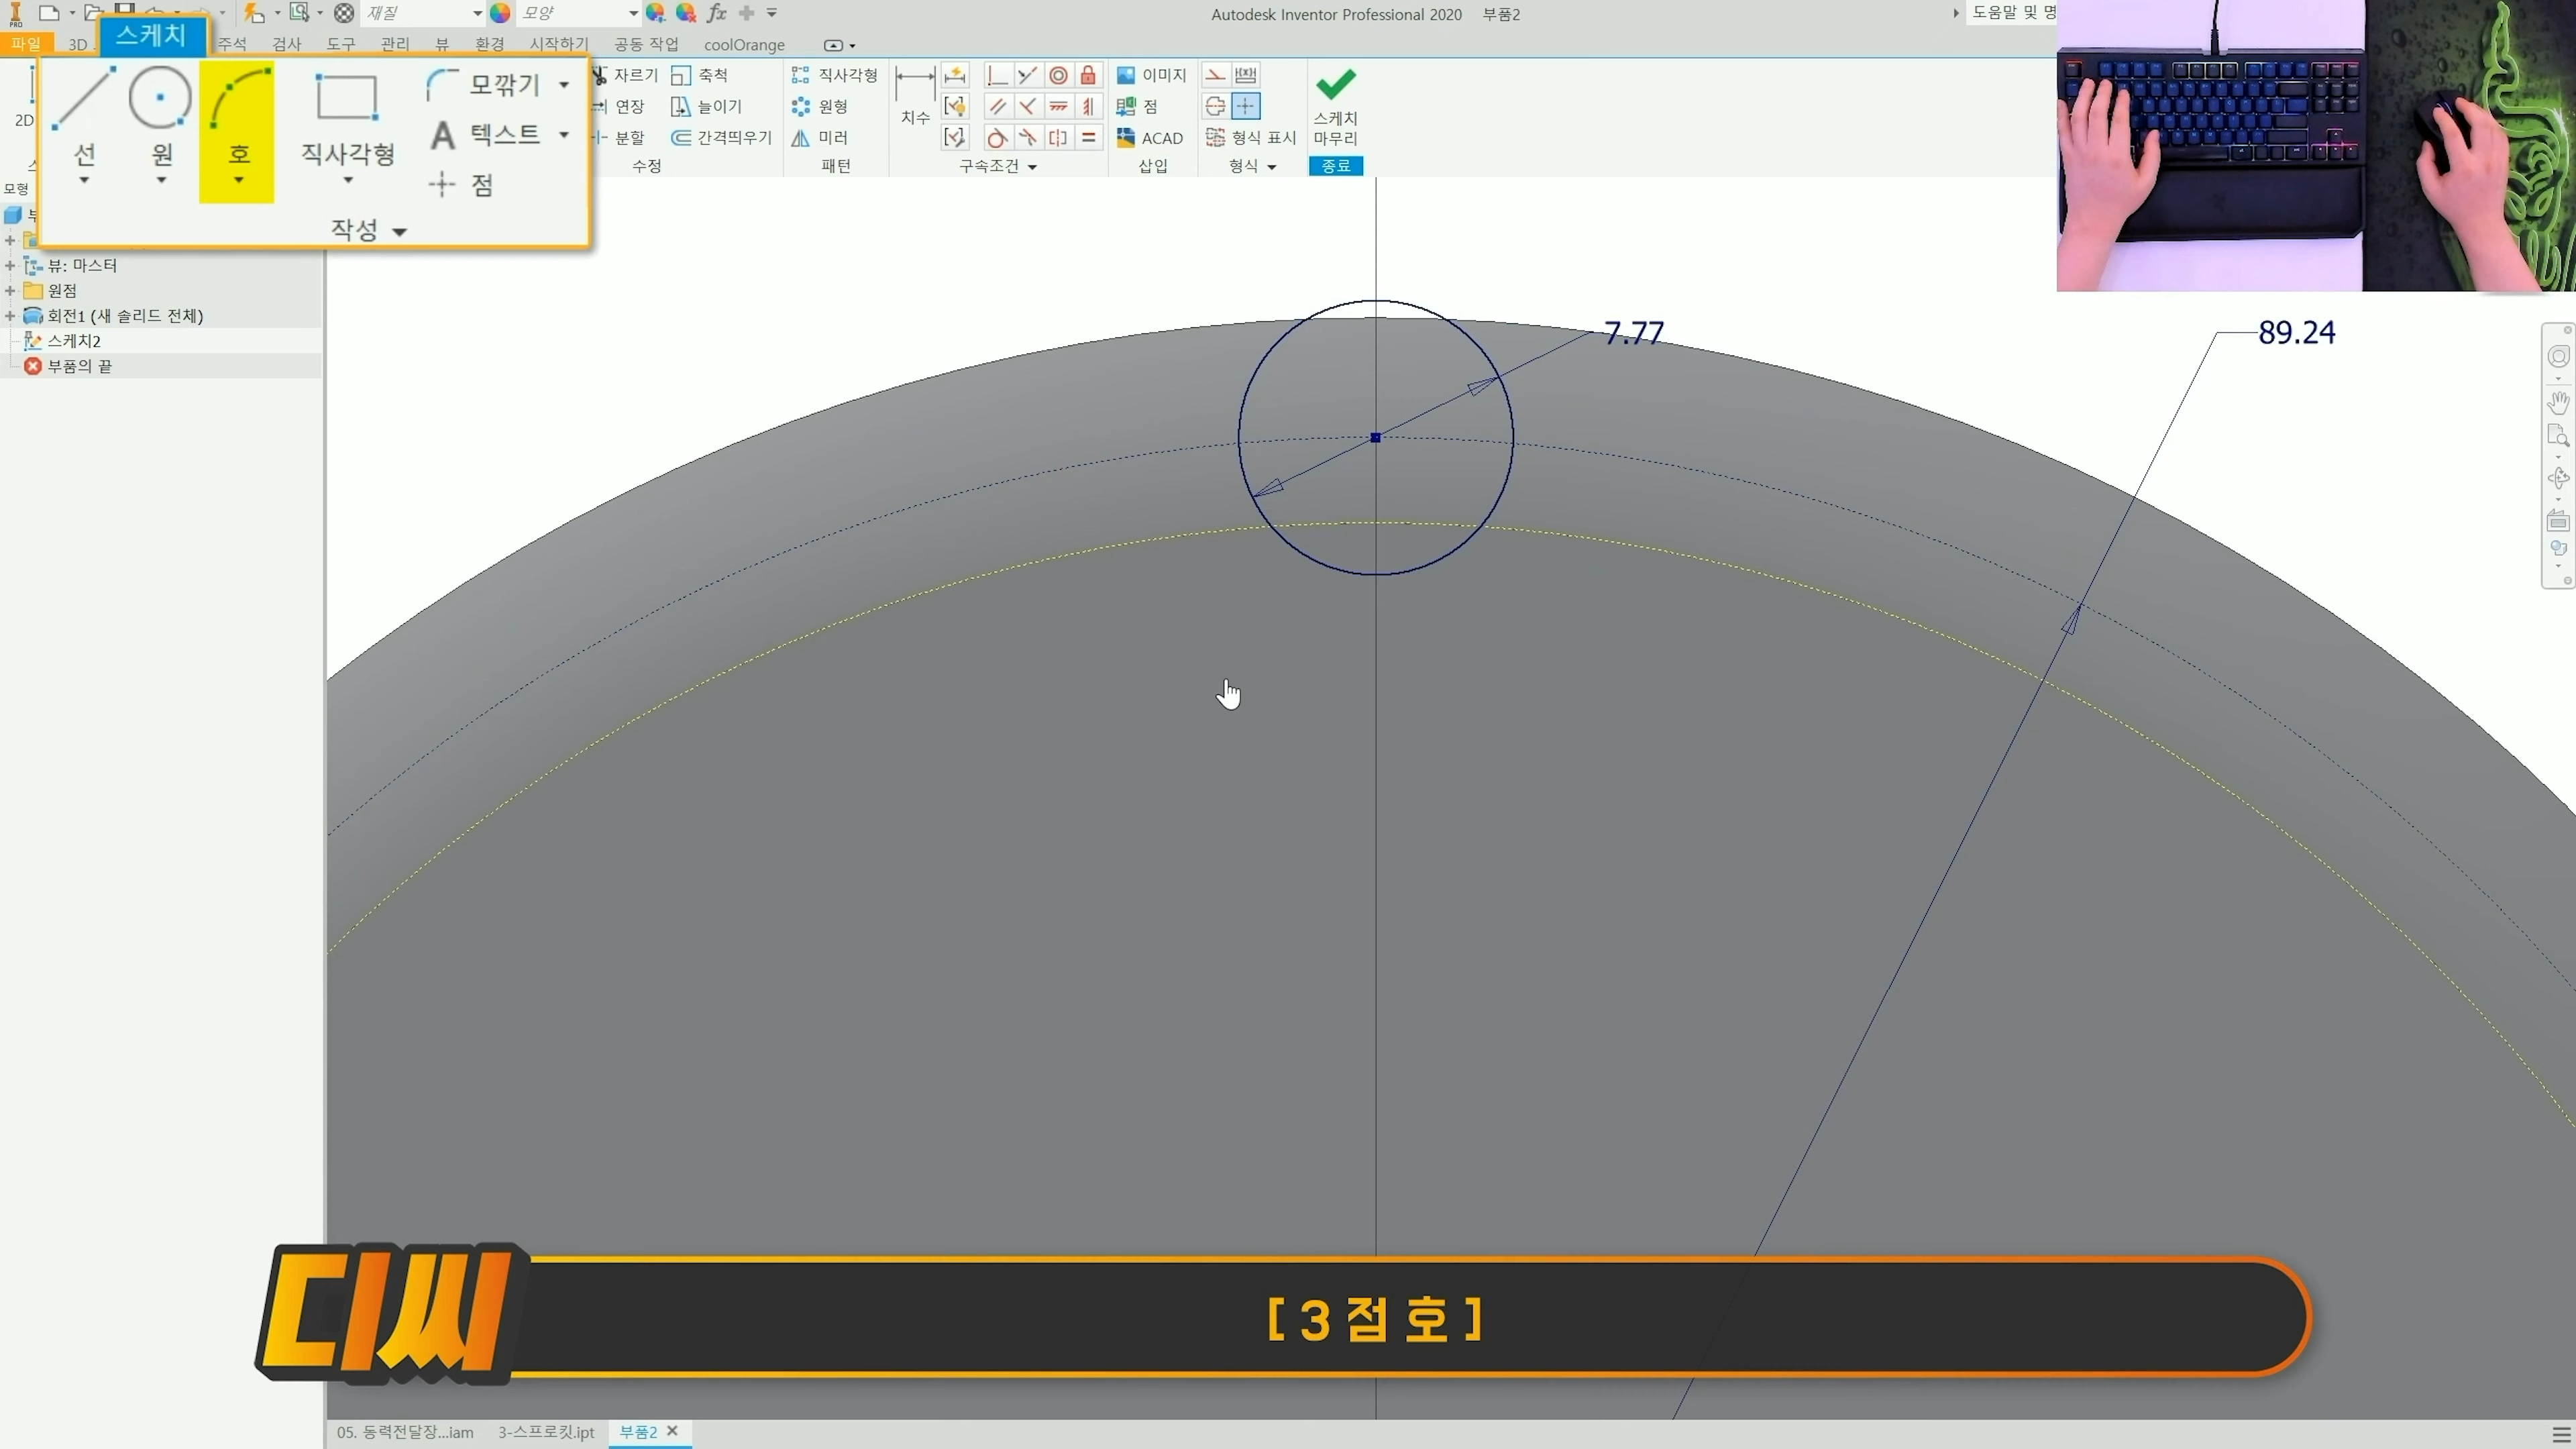 PRO
재질
모양
fx
Autodesk Inventor Professional 2020 부품2
도움말 및 명
파일
3D
스케치
주석
검사
도구
관리
뷰
환경
시작하기
공동 작업
coolOrange
2D
선
원
호
직사각형
모깎기
A 텍스트
점
작성
자르기
축척
연장
늘이기
분할
간격띄우기
수정
직사각형
원형
미러
패턴
치수
구속조건
이미지
점
ACAD
삽입
형식 표시
형식
스케치
마무리
종료
모형
뷰: 마스터
원점
회전1 (새 솔리드 전체)
스케치2
부품의 끝
7.77
89.24
디씨
[ 3 점 호 ]
05. 동력전달장...iam
3-스프로킷.ipt
부품2